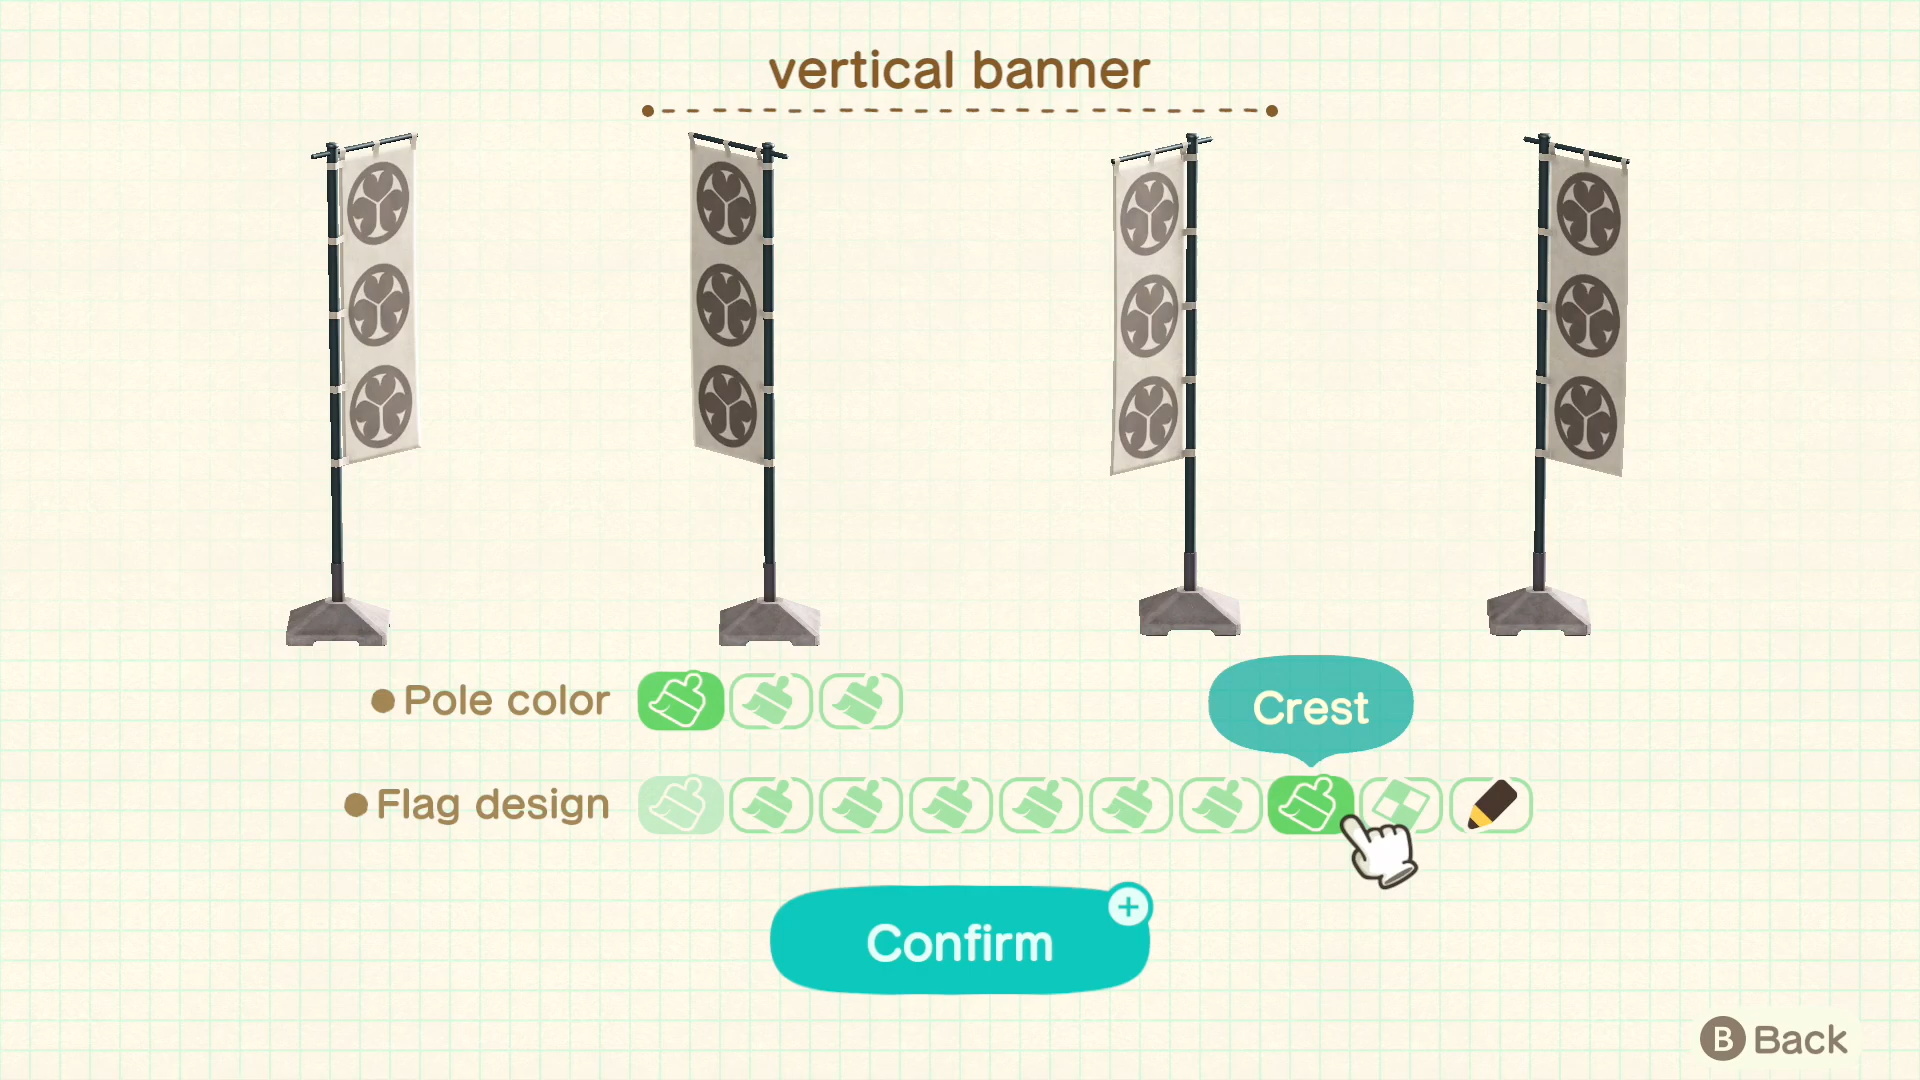 vertical banner
Pole color
Crest
Flag design
Confirm
B Back